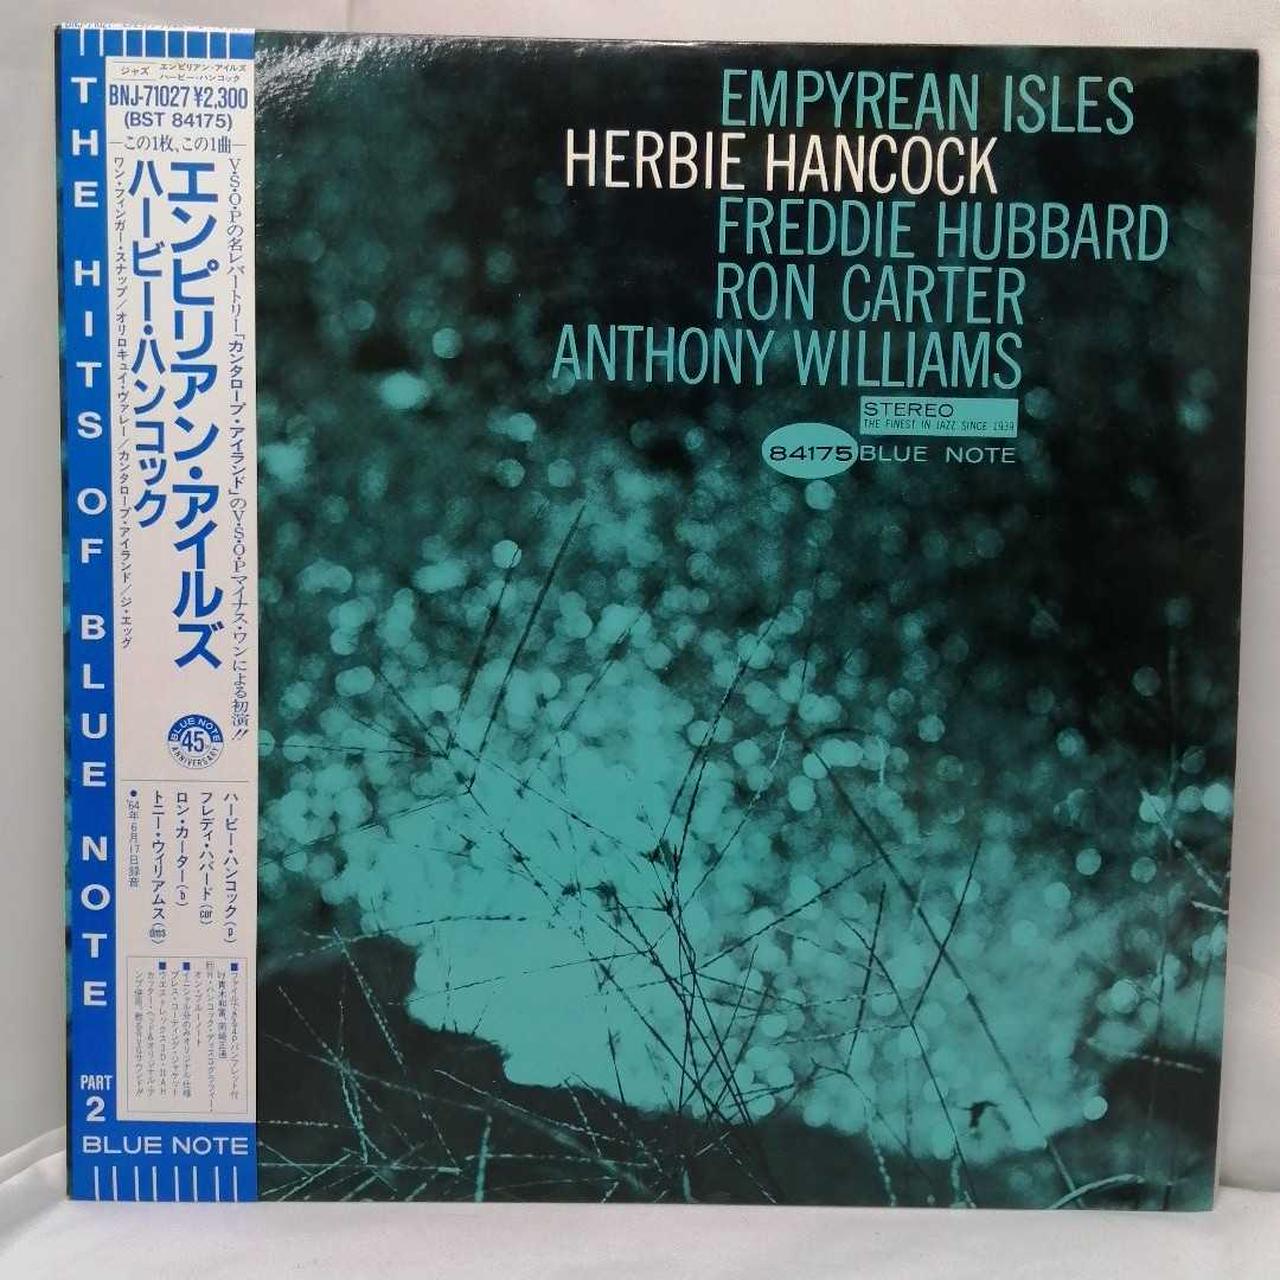 THE HITS OF BLUE NOTE
PART
2
BLUE NOTE
ジャズ
エンピリアン・アイルズ
ハービー・ハンコック
BNJ-71027 ¥2,300
(BST 84175)
この1枚、この1曲
V・S・O・Pの名レパートリー「カンタロープ・アイランド」のV・S・O・Pマイナス・ワンによる初演!!
エンピリアン・アイルズ
ハービー・ハンコック
ワン・フィンガー・スナップ/オリロキュイ・ヴァレー/カンタロープ・アイランド/ジ・エッグ
BLUE NOTE
45
ANNIVERSARY
ハービー・ハンコック(p)
フレディ・ハバード(cor)
ロン・カーター(b)
トニー・ウィリアムス(dms)
●'64年6月17日録音
EMPYREAN ISLES
HERBIE HANCOCK
FREDDIE HUBBARD
RON CARTER
ANTHONY WILLIAMS
STEREO
THE FINEST IN JAZZ SINCE 1939
84175 BLUE NOTE